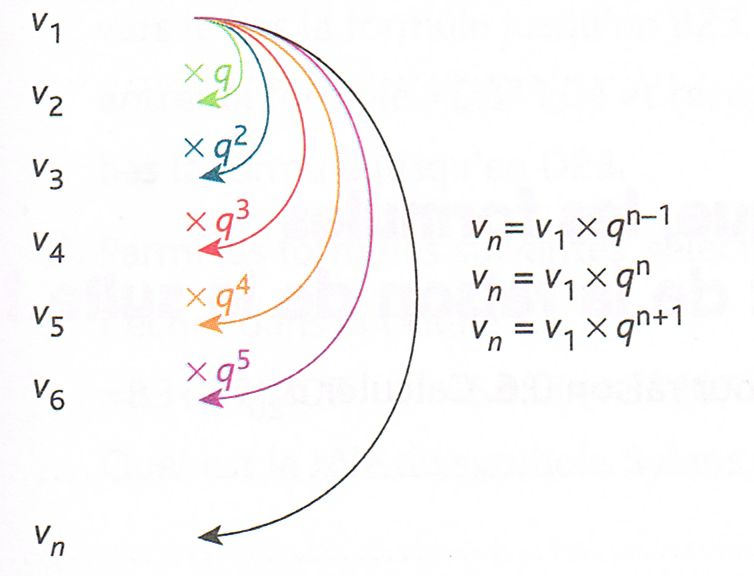 v₁
× q
v₂
× q²
v₃
× q³
v₄
× q⁴
v₅
× q⁵
v₆
vₙ
vₙ = v₁ × qⁿ⁻¹
vₙ = v₁ × qⁿ
vₙ = v₁ × qⁿ⁺¹